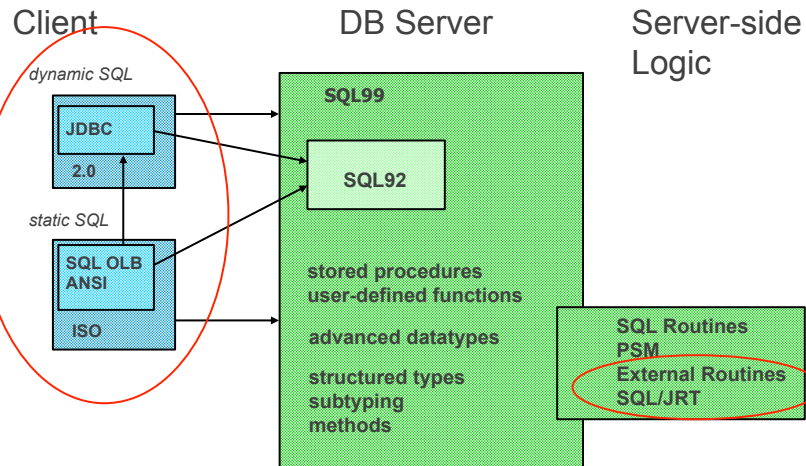 Client
DB Server
Server-side
Logic
dynamic SQL
JDBC
2.0
static SQL
SQL OLB
ANSI
ISO
SQL99
SQL92
stored procedures
user-defined functions
advanced datatypes
structured types
subtyping
methods
SQL Routines
PSM
External Routines
SQL/JRT